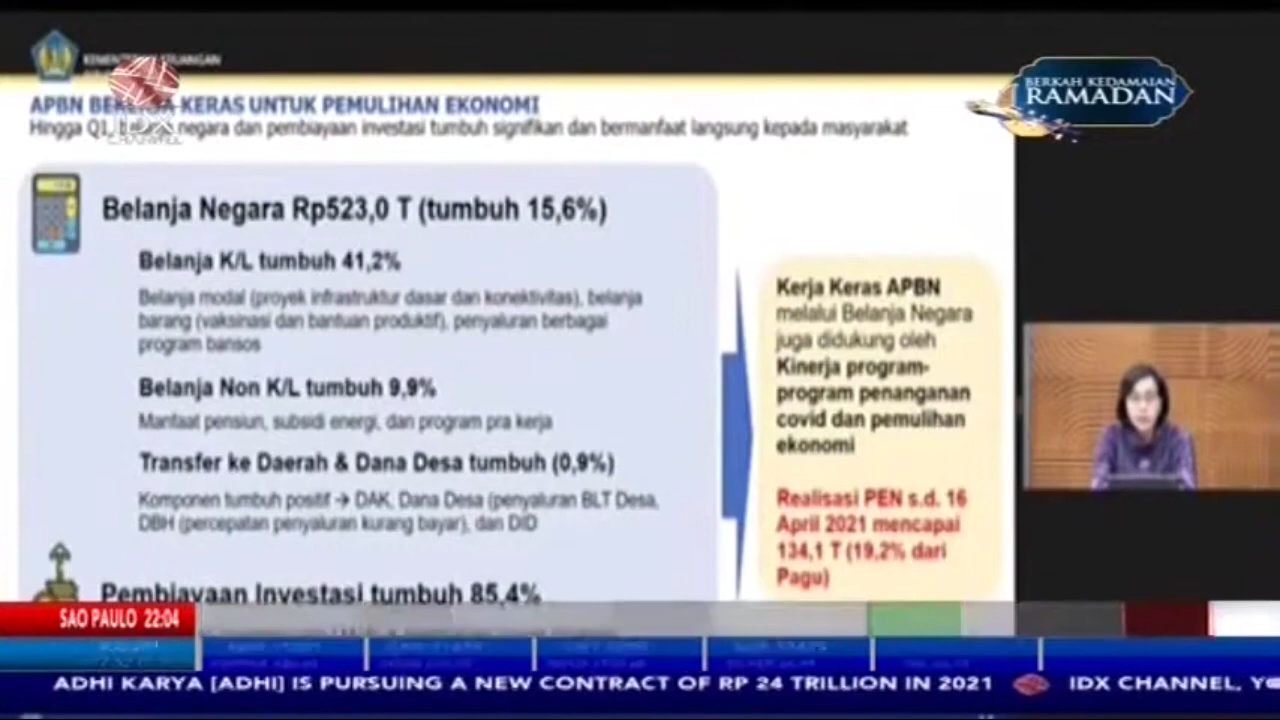 KEMENTERIAN KEUANGAN
BERKAH KEDAMAIAN
RAMADAN
IDX
CHANNEL
APBN BEKERJA KERAS UNTUK PEMULIHAN EKONOMI
Hingga Q1, negara dan pembiayaan investasi tumbuh signifikan dan bermanfaat langsung kepada masyarakat
Belanja Negara Rp523,0 T (tumbuh 15,6%)
Belanja K/L tumbuh 41,2%
Belanja modal (proyek infrastruktur dasar dan konektivitas), belanja
barang (vaksinasi dan bantuan produktif), penyaluran berbagai
program bansos
Belanja Non K/L tumbuh 9,9%
Manfaat pensiun, subsidi energi, dan program pra kerja
Transfer ke Daerah & Dana Desa tumbuh (0,9%)
Komponen tumbuh positif → DAK, Dana Desa (penyaluran BLT Desa,
DBH (percepatan penyaluran kurang bayar), dan DID
Pembiayaan Investasi tumbuh 85,4%
Kerja Keras APBN
melalui Belanja Negara
juga didukung oleh
Kinerja program-
program penanganan
covid dan pemulihan
ekonomi
Realisasi PEN s.d. 16
April 2021 mencapai
134,1 T (19,2% dari
Pagu)
SAO PAULO 22:04
ADHI KARYA [ADHI] IS PURSUING A NEW CONTRACT OF RP 24 TRILLION IN 2021
IDX CHANNEL,